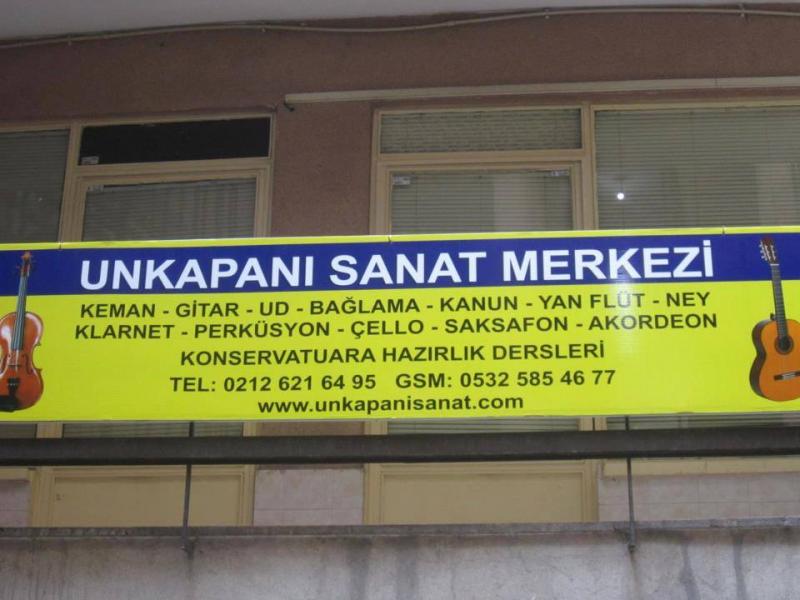 UNKAPANI SANAT MERKEZİ
KEMAN - GİTAR - UD - BAĞLAMA - KANUN - YAN FLÜT - NEY
KLARNET - PERKÜSYON - ÇELLO - SAKSAFON - AKORDEON
KONSERVATUARA HAZIRLIK DERSLERİ
TEL: 0212 621 64 95 GSM: 0532 585 46 77
www.unkapanisanat.com